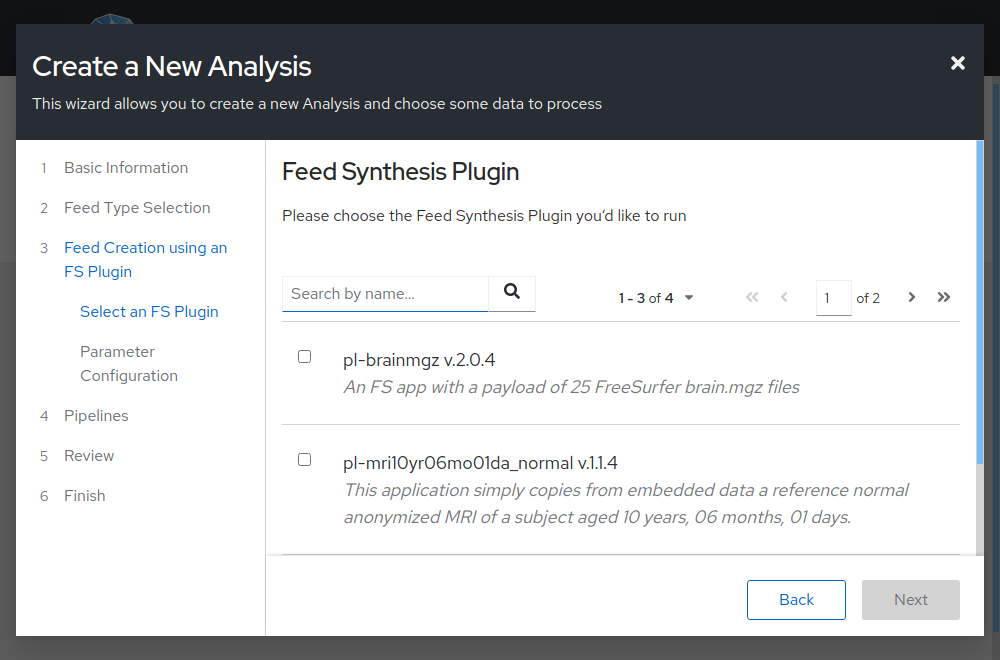 Create a New Analysis
This wizard allows you to create a new Analysis and choose some data to process
1 Basic Information
2 Feed Type Selection
3 Feed Creation using an
FS Plugin
Select an FS Plugin
Parameter
Configuration
4 Pipelines
5 Review
6 Finish
Feed Synthesis Plugin
Please choose the Feed Synthesis Plugin you'd like to run
Search by name...
1 - 3 of 4
1 of 2
pl-brainmgz v.2.0.4
An FS app with a payload of 25 FreeSurfer brain.mgz files
pl-mri10yr06mo01da_normal v.1.1.4
This application simply copies from embedded data a reference normal
anonymized MRI of a subject aged 10 years, 06 months, 01 days.
Back
Next